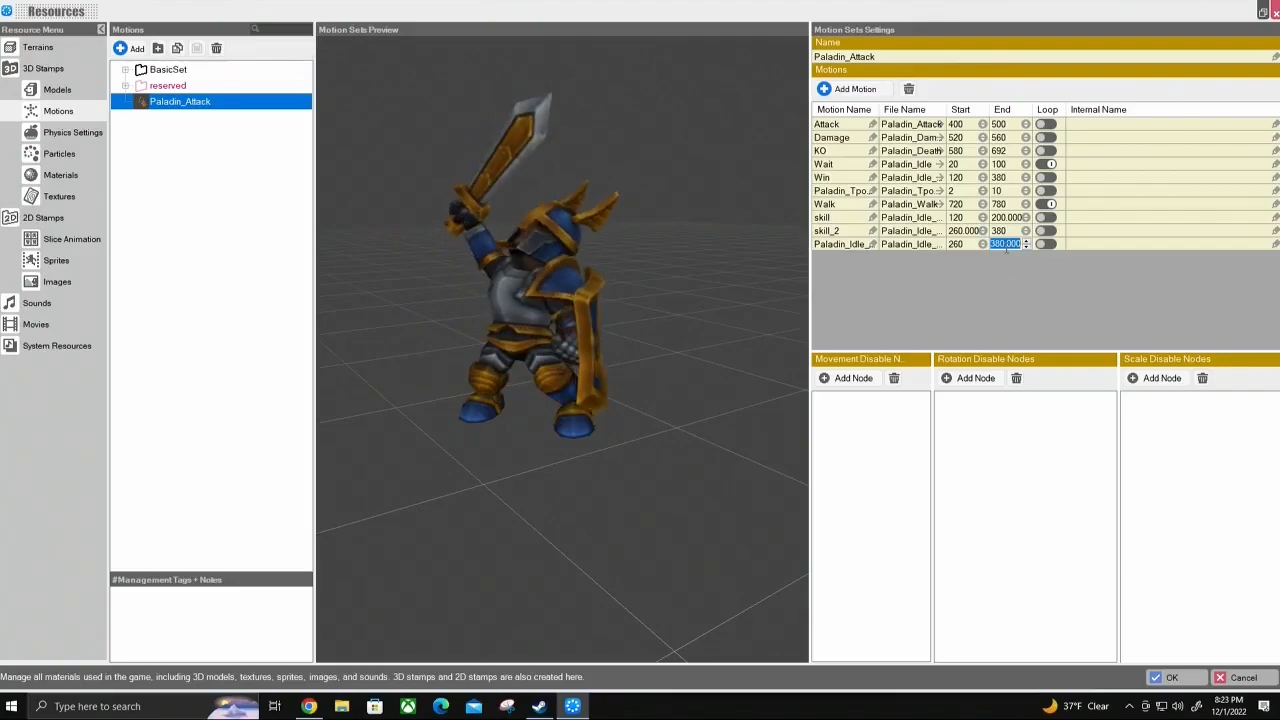 Resources
Resource Menu
Terrains
3D Stamps
Models
Motions
Physics Settings
Particles
Materials
Textures
2D Stamps
Slice Animation
Sprites
Images
Sounds
Movies
System Resources
Motions
Add
BasicSet
reserved
Paladin_Attack
#Management Tags + Notes
Motion Sets Preview
Motion Sets Settings
Name
Paladin_Attack
Motions
Add Motion
Motion Name File Name Start End Loop Internal Name
Attack Paladin_Attack 400 500
Damage Paladin_Dam 520 560
KO Paladin_Death 580 692
Wait Paladin_Idle 20 100
Win Paladin_Idle_... 120 380
Paladin_Tpo... Paladin_Tpo... 2 10
Walk Paladin_Walk 720 780
skill Paladin_Idle_... 120 200.000
skill_2 Paladin_Idle_... 260.000 380
Paladin_Idle_ Paladin_Idle_... 260 380.000
Movement Disable N.. Rotation Disable Nodes Scale Disable Nodes
Add Node Add Node Add Node
Manage all materials used in the game, including 3D models, textures, sprites, images, and sounds. 3D stamps and 2D stamps are also created here.
OK Cancel
Type here to search
37°F Clear
8:23 PM
12/1/2022